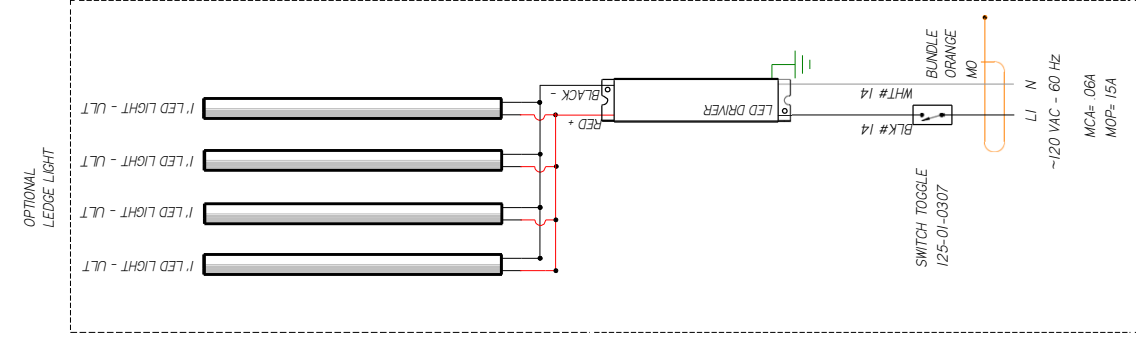 OPTIONAL
LEDGE LIGHT
1' LED LIGHT - ULT
1' LED LIGHT - ULT
1' LED LIGHT - ULT
1' LED LIGHT - ULT
BLACK -
RED +
LED DRIVER
WHT# 14
BLK# 14
BUNDLE
ORANGE
MO
SWITCH TOGGLE
125-01-0307
N
L1
~120 VAC - 60 Hz
MCA= .06A
MOP= 15A